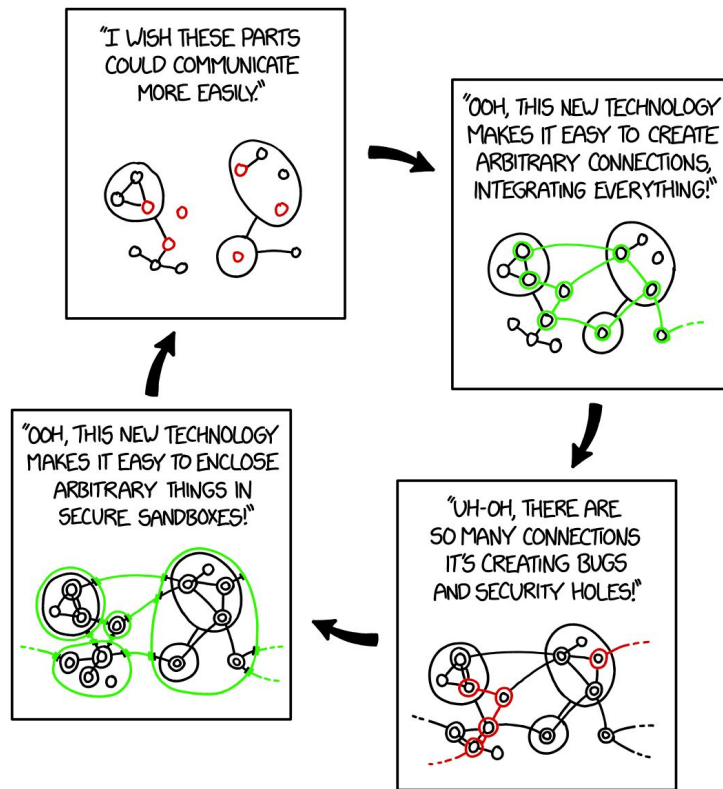 "I WISH THESE PARTS
COULD COMMUNICATE
MORE EASILY."
"OOH, THIS NEW TECHNOLOGY
MAKES IT EASY TO CREATE
ARBITRARY CONNECTIONS,
INTEGRATING EVERYTHING!"
"UH-OH, THERE ARE
SO MANY CONNECTIONS
IT'S CREATING BUGS
AND SECURITY HOLES!"
"OOH, THIS NEW TECHNOLOGY
MAKES IT EASY TO ENCLOSE
ARBITRARY THINGS IN
SECURE SANDBOXES!"